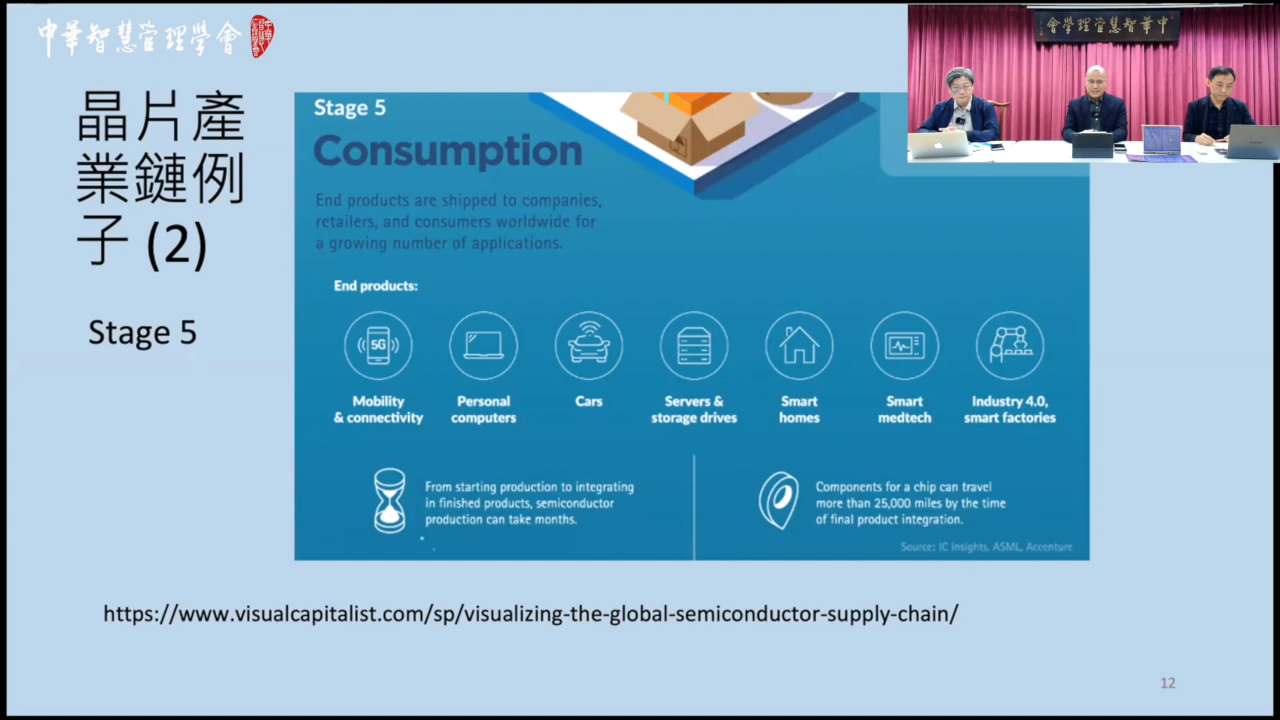 中華智慧管理學會
會學理管慧智華中
晶片產
業鏈例
子 (2)
Stage 5
Stage 5
Consumption
End products are shipped to companies,
retailers, and consumers worldwide for
a growing number of applications.
End products:
5G
Mobility
& connectivity
Personal
computers
Cars
Servers &
storage drives
Smart
homes
Smart
medtech
Industry 4.0,
smart factories
From starting production to integrating
in finished products, semiconductor
production can take months.
Components for a chip can travel
more than 25,000 miles by the time
of final product integration.
Source: IC Insights, ASML, Accenture
https://www.visualcapitalist.com/sp/visualizing-the-global-semiconductor-supply-chain/
12